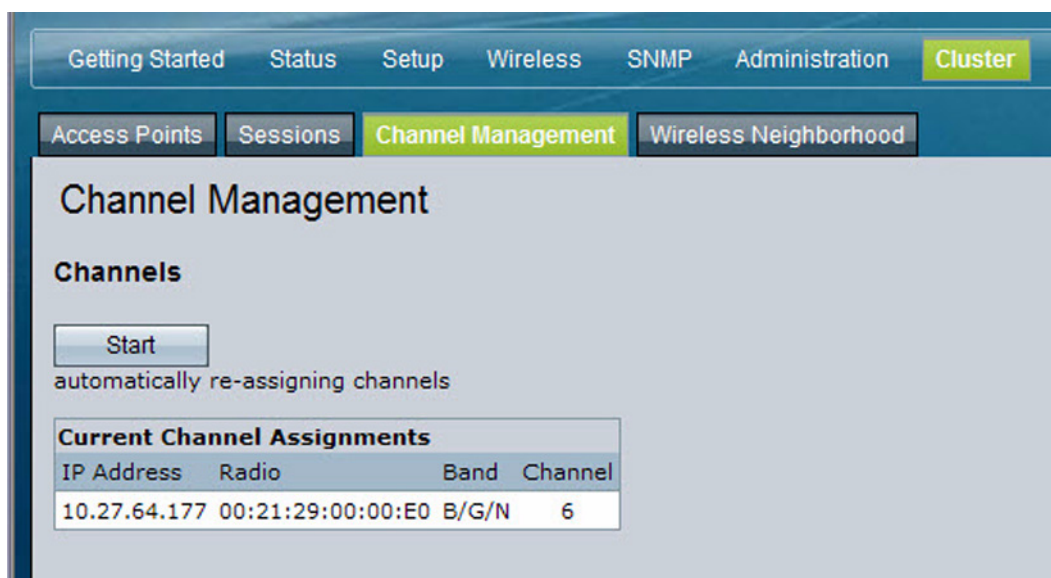 Getting Started Status Setup Wireless SNMP Administration Cluster
Access Points Sessions Channel Management Wireless Neighborhood
Channel Management
Channels
Start
automatically re-assigning channels
Current Channel Assignments
IP Address Radio Band Channel
10.27.64.177 00:21:29:00:00:E0 B/G/N 6